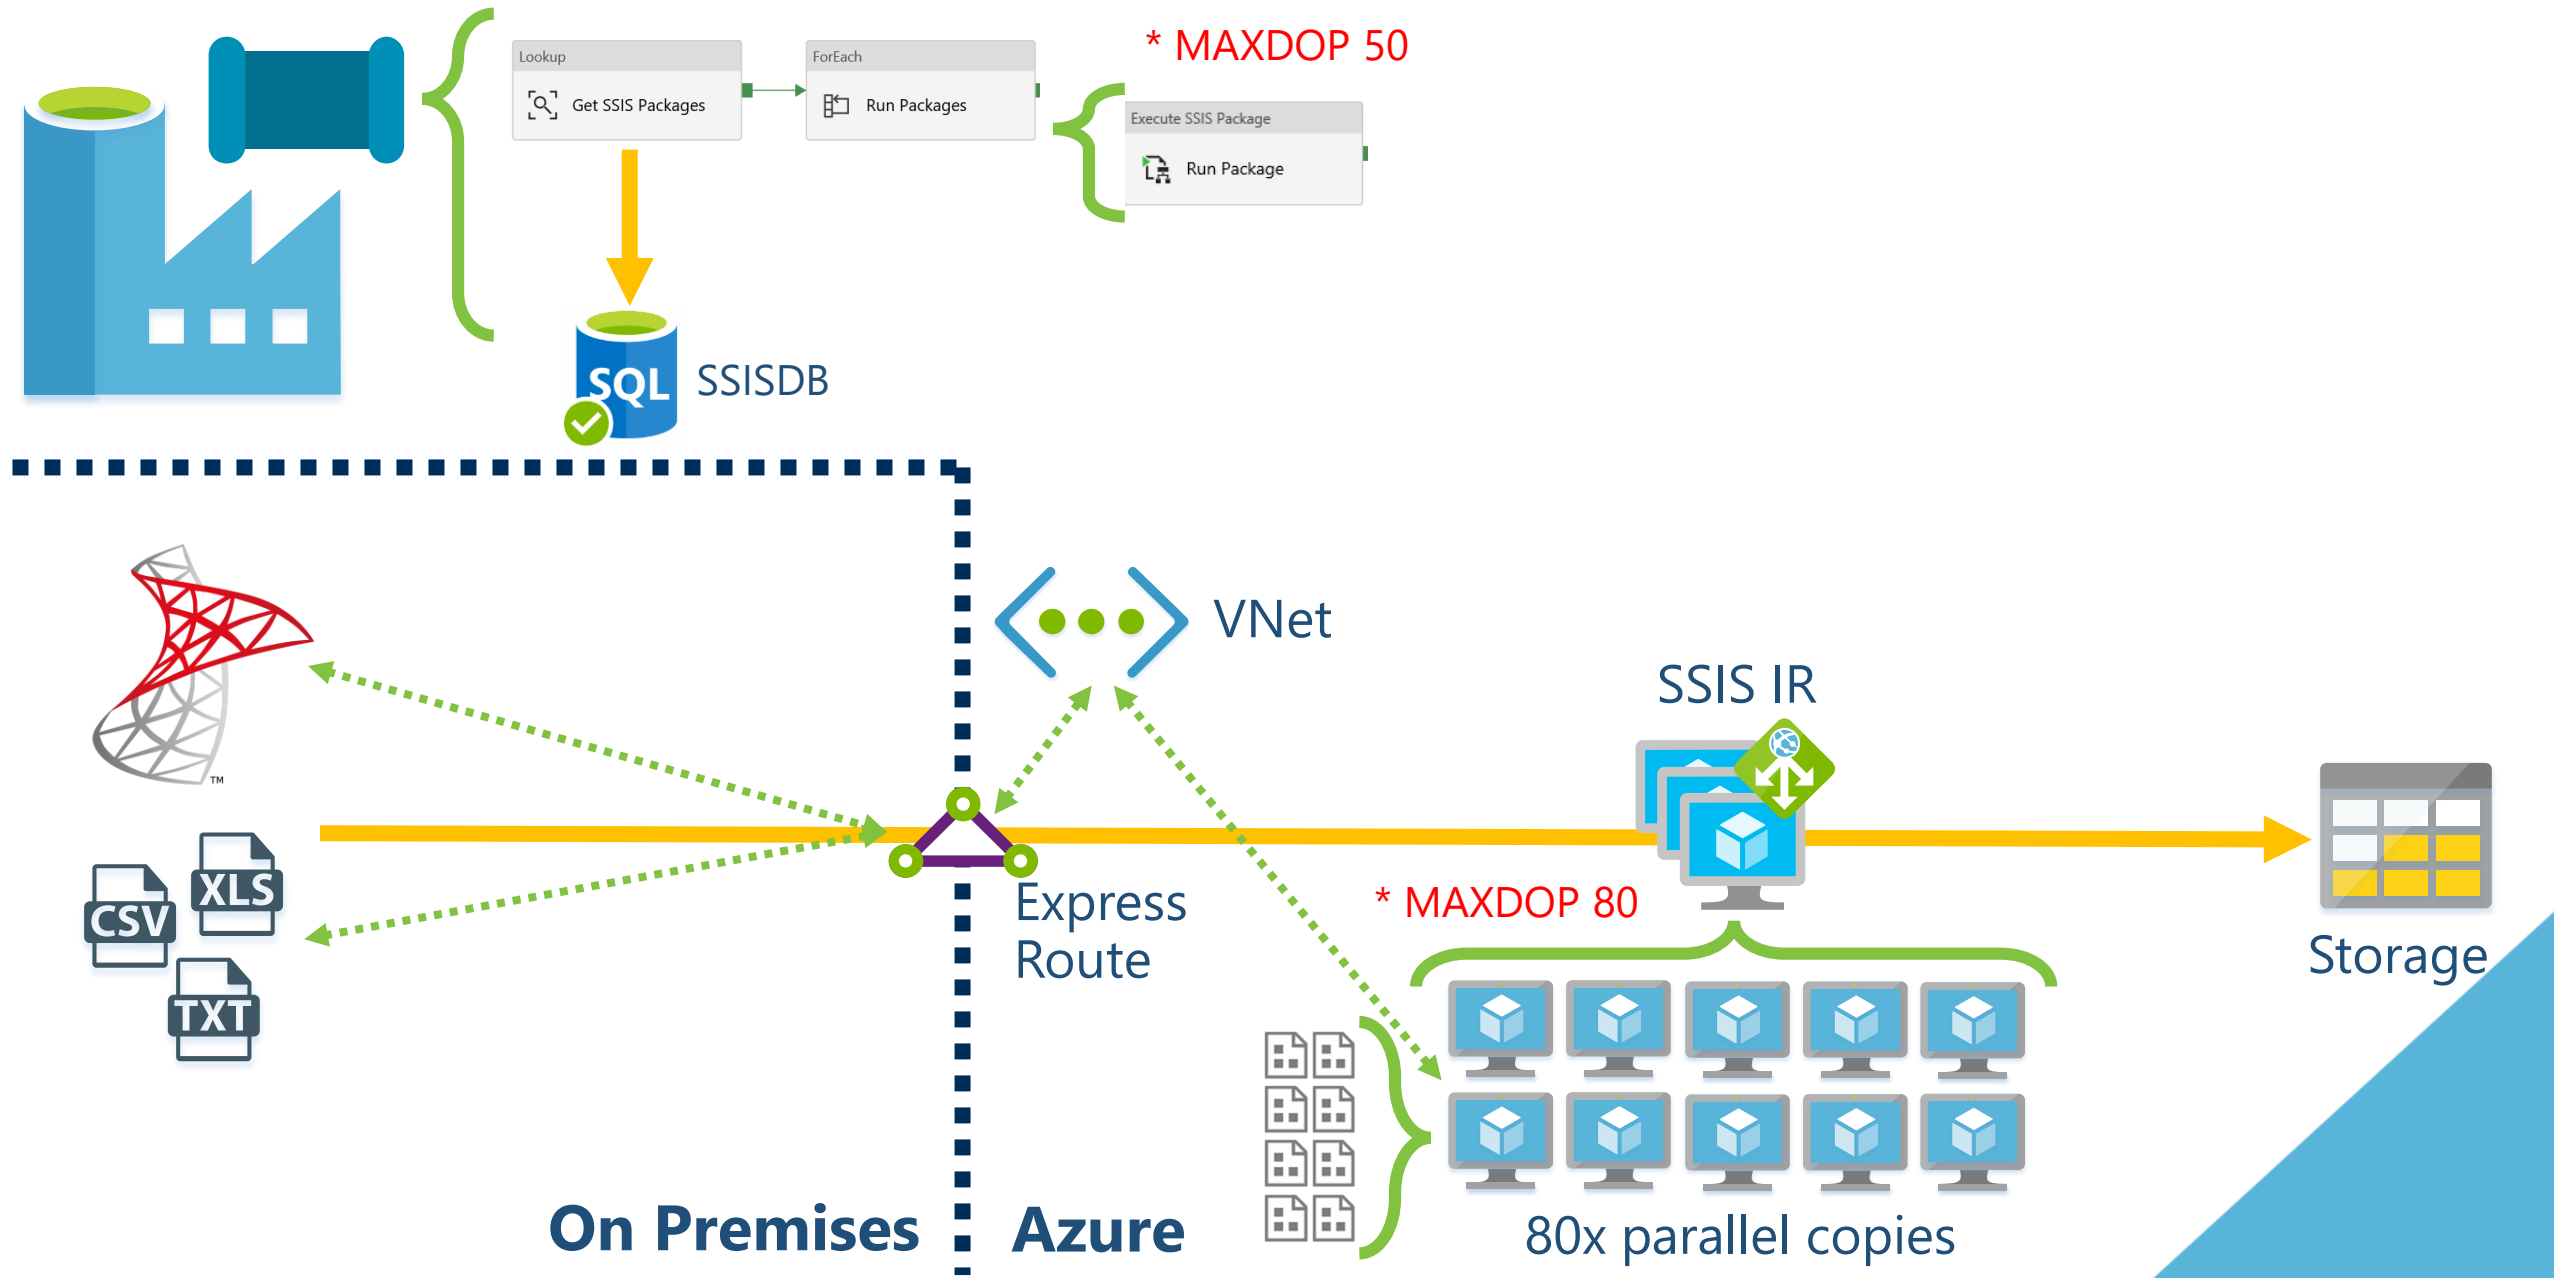 * MAXDOP 50
Lookup
Get SSIS Packages
ForEach
Run Packages
Execute SSIS Package
Run Package
SQL
SSISDB
VNet
SSIS IR
TM
XLS
CSV
TXT
Express
Route
* MAXDOP 80
Storage
On Premises
Azure
80x parallel copies